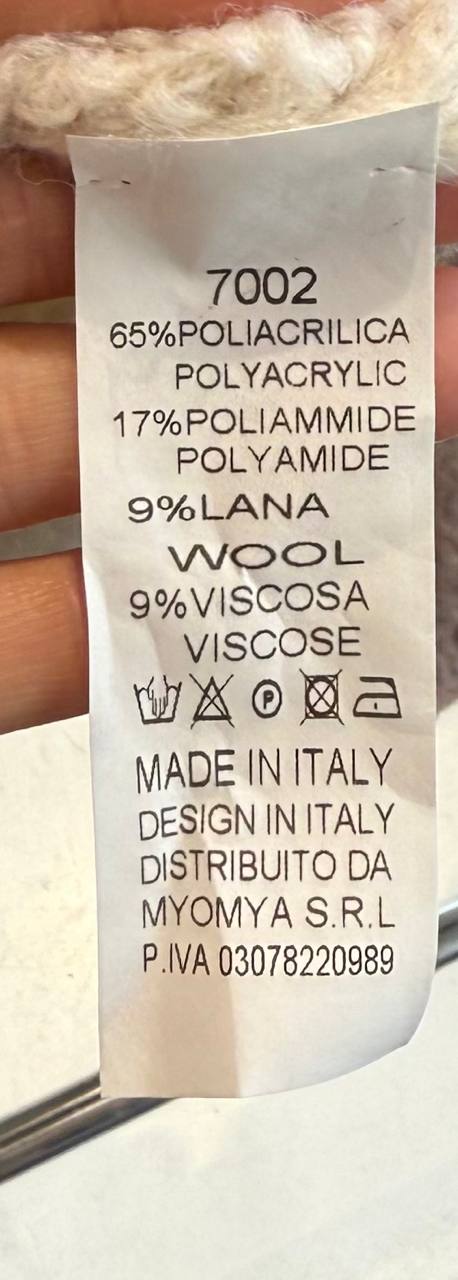 7002
65%POLIACRILICA
POLYACRYLIC
17%POLIAMMIDE
POLYAMIDE
9%LANA
WOOL
9%VISCOSA
VISCOSE
P
MADE IN ITALY
DESIGN IN ITALY
DISTRIBUITO DA
MYOMYA S.R.L
P.IVA 03078220989